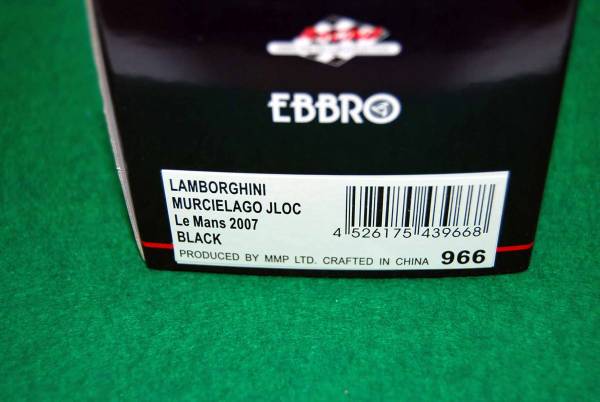 EBBRO
LAMBORGHINI
MURCIELAGO JLOC
Le Mans 2007
BLACK
4 526175 439668
PRODUCED BY MMP LTD. CRAFTED IN CHINA 966